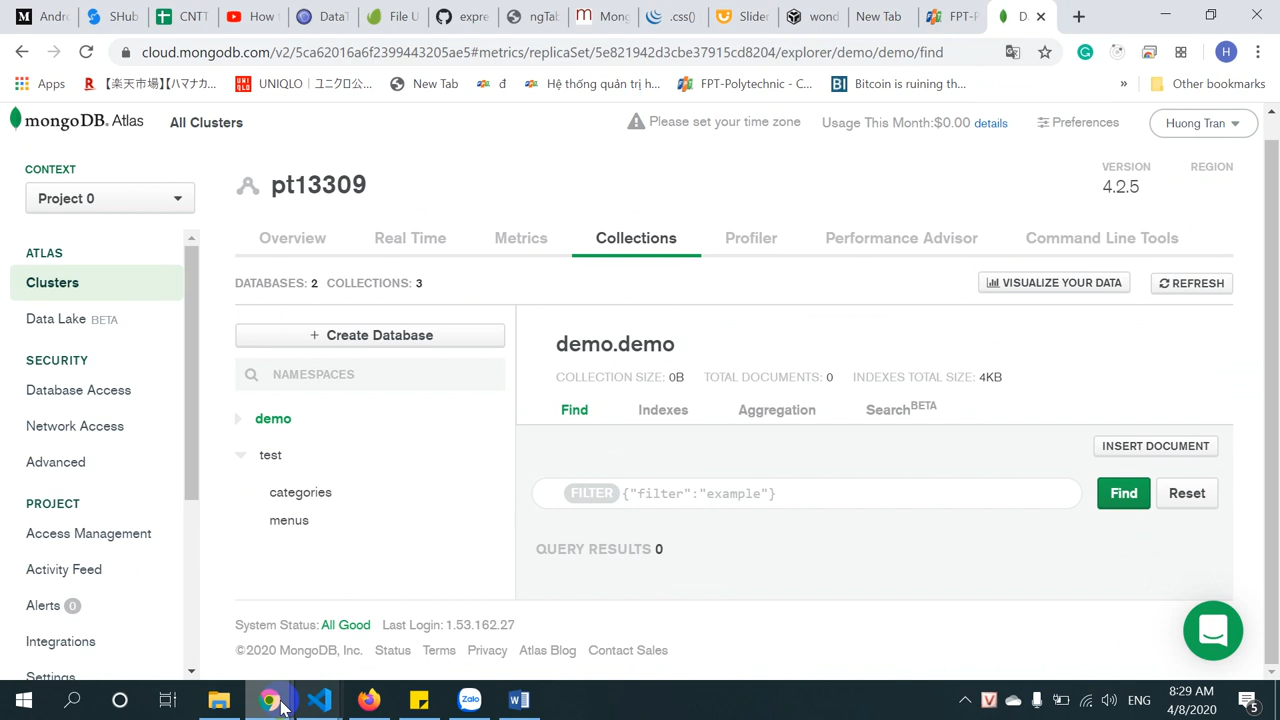 Andr
SHub
CNTT
How
DataT
File U
expre
ngTab
Mong
.css()
Slider
wond
New Tab
FPT-P
D
cloud.mongodb.com/v2/5ca62016a6f2399443205ae5#metrics/replicaSet/5e821942d3cbe37915cd8204/explorer/demo/demo/find
H
Apps
【楽天市場】【ハマナカ...
UNIQLO｜ユニクロ...
New Tab
đ
Hệ thống quản trị h...
FPT-Polytechnic - C...
Bitcoin is ruining th...
»
Other bookmarks
mongoDB. Atlas
All Clusters
Please set your time zone
Usage This Month:$0.00 details
Preferences
Huong Tran
CONTEXT
Project 0
pt13309
VERSION
4.2.5
REGION
Overview
Real Time
Metrics
Collections
Profiler
Performance Advisor
Command Line Tools
ATLAS
Clusters
Data Lake BETA
SECURITY
Database Access
Network Access
Advanced
PROJECT
Access Management
Activity Feed
Alerts 0
Integrations
Settings
DATABASES: 2 COLLECTIONS: 3
VISUALIZE YOUR DATA
REFRESH
+ Create Database
NAMESPACES
demo
test
categories
menus
demo.demo
COLLECTION SIZE: 0B TOTAL DOCUMENTS: 0 INDEXES TOTAL SIZE: 4KB
Find
Indexes
Aggregation
Search BETA
INSERT DOCUMENT
FILTER {"filter":"example"}
Find
Reset
QUERY RESULTS 0
System Status: All Good Last Login: 1.53.162.27
©2020 MongoDB, Inc. Status Terms Privacy Atlas Blog Contact Sales
Zalo
ENG
8:29 AM
4/8/2020
5